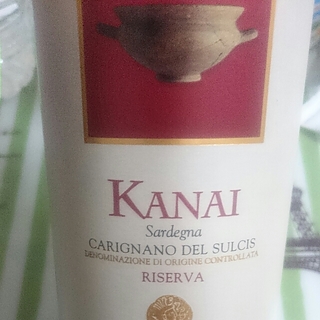 KANAI
Sardegna
CARIGNANO DEL SULCIS
DENOMINAZIONE DI ORIGINE CONTROLLATA
RISERVA